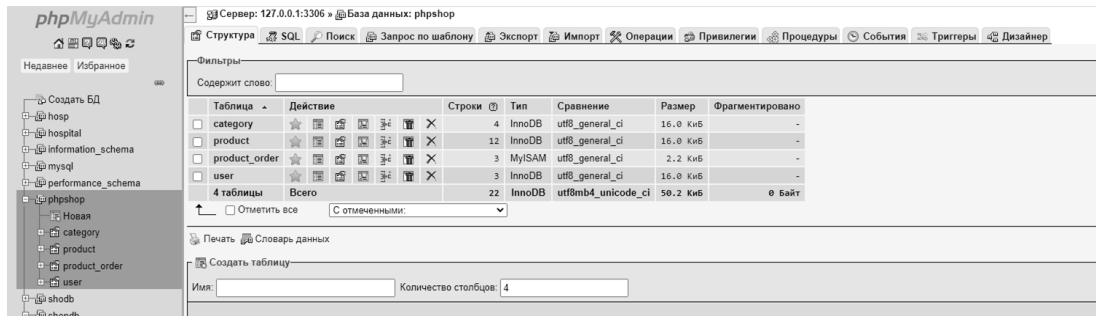 phpMyAdmin
Недавнее Избранное
Создать БД
hosp
hospital
information_schema
mysql
performance_schema
phpshop
Новая
category
product
product_order
user
shodb
shopdb
Сервер: 127.0.0.1:3306 » База данных: phpshop
Структура SQL Поиск Запрос по шаблону Экспорт Импорт Операции Привилегии Процедуры События Триггеры Дизайнер
Фильтры
Содержит слово:
Таблица Действие Строки Тип Сравнение Размер Фрагментировано
category 4 InnoDB utf8_general_ci 16.0 КиБ -
product 12 InnoDB utf8_general_ci 16.0 КиБ -
product_order 3 MyISAM utf8_general_ci 2.2 КиБ -
user 3 InnoDB utf8_general_ci 16.0 КиБ -
4 таблицы Всего 22 InnoDB utf8mb4_unicode_ci 50.2 КиБ 0 Байт
Отметить все С отмеченными:
Печать Словарь данных
Создать таблицу
Имя: Количество столбцов: 4